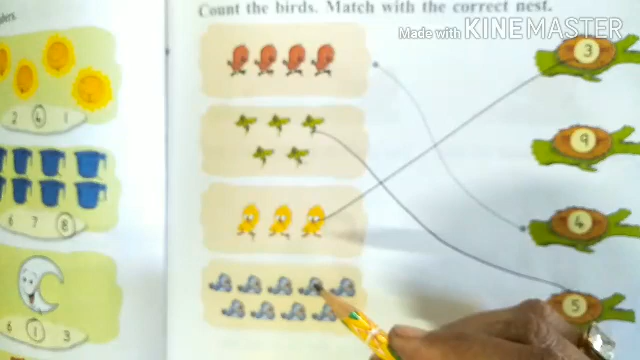 Count the birds. Match with the correct nest.
Made with KINEMASTER
3
9
4
5
2 4 1
6 7 8
6 1 3